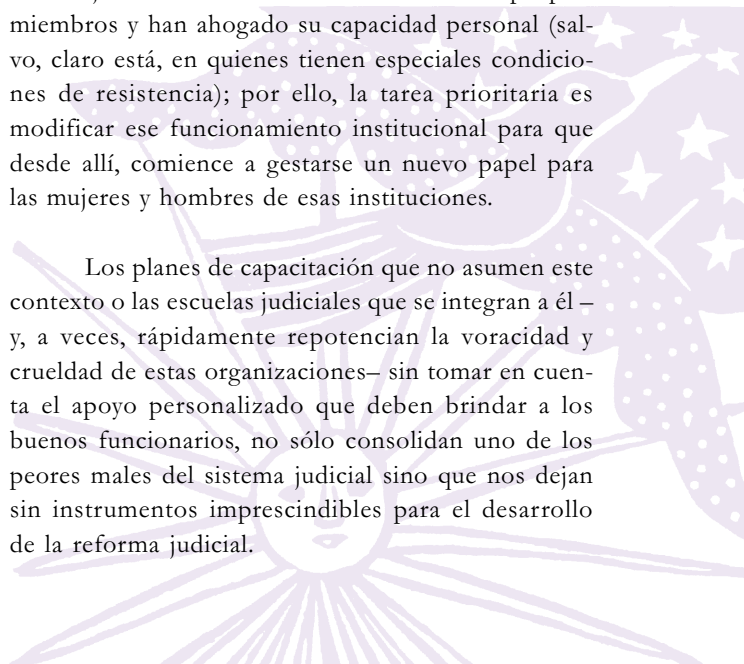 miembros y han ahogado su capacidad personal (sal-
vo, claro está, en quienes tienen especiales condicio-
nes de resistencia); por ello, la tarea prioritaria es
modificar ese funcionamiento institucional para que
desde allí, comience a gestarse un nuevo papel para
las mujeres y hombres de esas instituciones.
Los planes de capacitación que no asumen este
contexto o las escuelas judiciales que se integran a él –
y, a veces, rápidamente repotencian la voracidad y
crueldad de estas organizaciones– sin tomar en cuen-
ta el apoyo personalizado que deben brindar a los
buenos funcionarios, no sólo consolidan uno de los
peores males del sistema judicial sino que nos dejan
sin instrumentos imprescindibles para el desarrollo
de la reforma judicial.